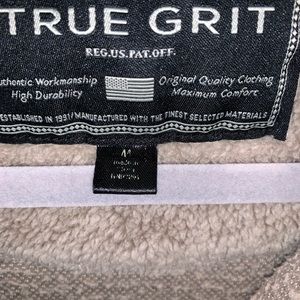 TRUE GRIT
REG.US.PAT.OFF.
Authentic Workmanship
High Durability
Original Quality Clothing
Maximum Comfort
ESTABLISHED IN 1991/MANUFACTURED WITH THE FINEST SELECTED MATERIALS
M